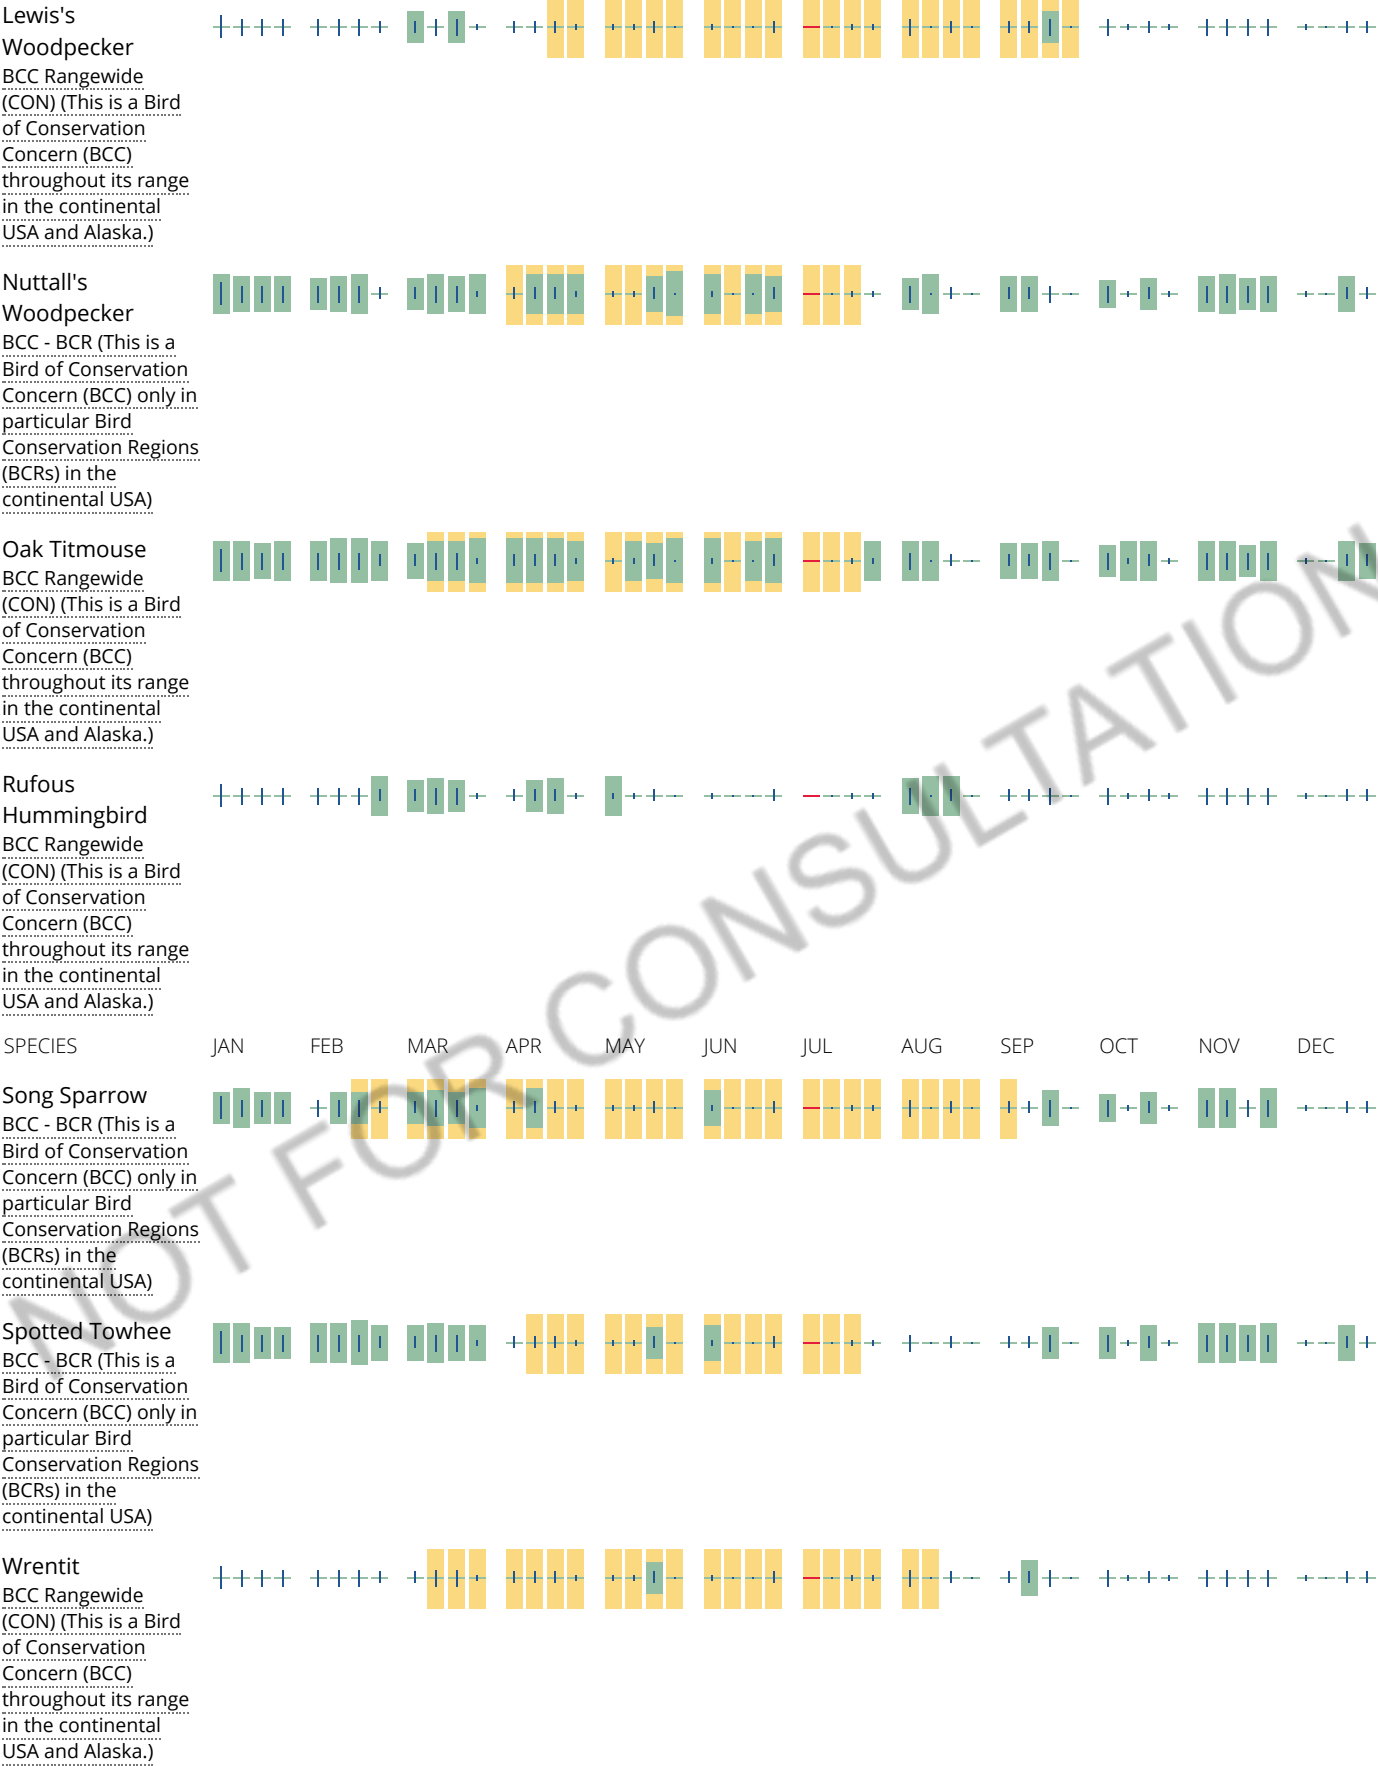 Lewis's
Woodpecker
BCC Rangewide
(CON) (This is a Bird
of Conservation
Concern (BCC)
throughout its range
in the continental
USA and Alaska.)
Nuttall's
Woodpecker
BCC - BCR (This is a
Bird of Conservation
Concern (BCC) only in
particular Bird
Conservation Regions
(BCRs) in the
continental USA)
Oak Titmouse
BCC Rangewide
(CON) (This is a Bird
of Conservation
Concern (BCC)
throughout its range
in the continental
USA and Alaska.)
Rufous
Hummingbird
BCC Rangewide
(CON) (This is a Bird
of Conservation
Concern (BCC)
throughout its range
in the continental
USA and Alaska.)
SPECIES JAN FEB MAR APR MAY JUN JUL AUG SEP OCT NOV DEC
Song Sparrow
BCC - BCR (This is a
Bird of Conservation
Concern (BCC) only in
particular Bird
Conservation Regions
(BCRs) in the
continental USA)
Spotted Towhee
BCC - BCR (This is a
Bird of Conservation
Concern (BCC) only in
particular Bird
Conservation Regions
(BCRs) in the
continental USA)
Wrentit
BCC Rangewide
(CON) (This is a Bird
of Conservation
Concern (BCC)
throughout its range
in the continental
USA and Alaska.)
NOT FOR CONSULTATION